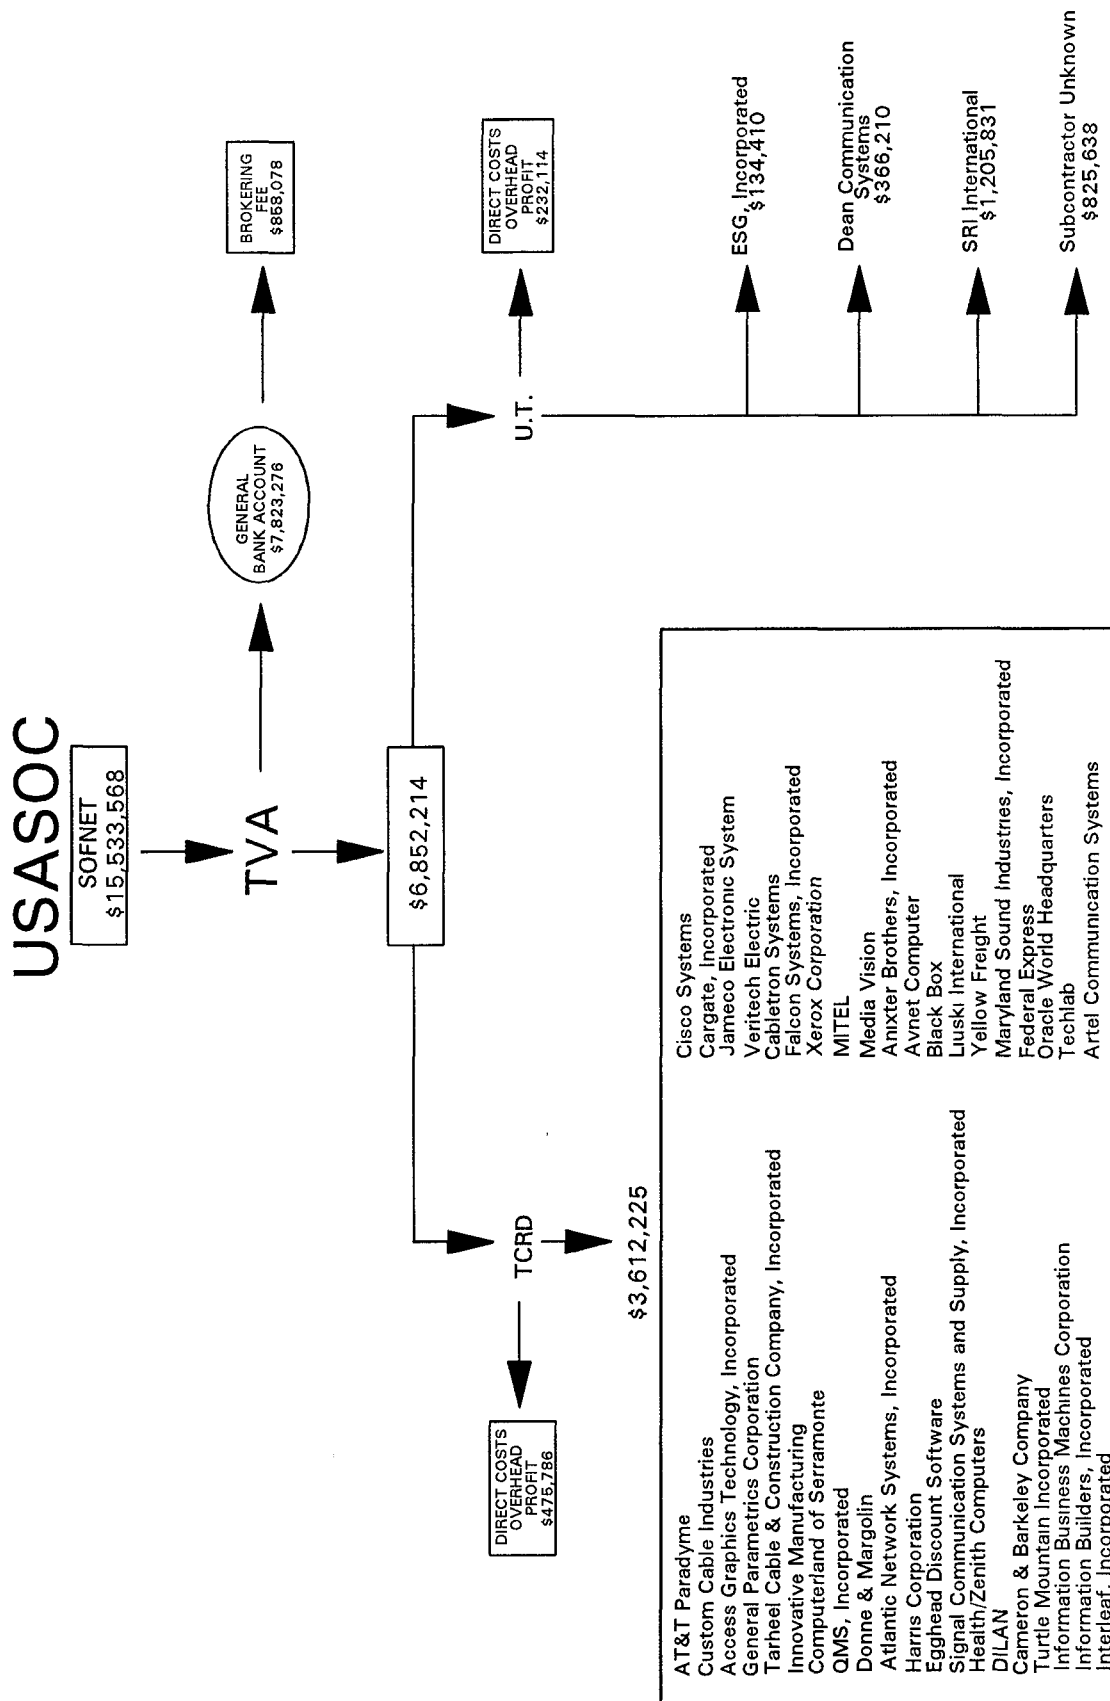 USASOC
SOFNET
$15,533,568
TVA
GENERAL
BANK ACCOUNT
$7,823,276
BROKERING
FEE
$858,078
$6,852,214
TCRD
DIRECT COSTS
OVERHEAD
PROFIT
$475,786
$3,612,225
U.T.
DIRECT COSTS
OVERHEAD
PROFIT
$232,114
ESG, Incorporated
$134,410
Dean Communication
Systems
$366,210
SRI International
$1,205,831
Subcontractor Unknown
$825,638
AT&T Paradyme
Custom Cable Industries
Access Graphics Technology, Incorporated
General Parametrics Corporation
Tarheel Cable & Construction Company, Incorporated
Innovative Manufacturing
Computerland of Serramonte
QMS, Incorporated
Donne & Margolin
Atlantic Network Systems, Incorporated
Harris Corporation
Egghead Discount Software
Signal Communication Systems and Supply, Incorporated
Health/Zenith Computers
DILAN
Cameron & Barkeley Company
Turtle Mountain Incorporated
Information Business Machines Corporation
Information Builders, Incorporated
Interleaf, Incorporated
Cisco Systems
Cargate, Incorporated
Jameco Electronic System
Veritech Electric
Cabletron Systems
Falcon Systems, Incorporated
Xerox Corporation
MITEL
Media Vision
Anixter Brothers, Incorporated
Avnet Computer
Black Box
Liuski International
Yellow Freight
Maryland Sound Industries, Incorporated
Federal Express
Oracle World Headquarters
Techlab
Artel Communication Systems